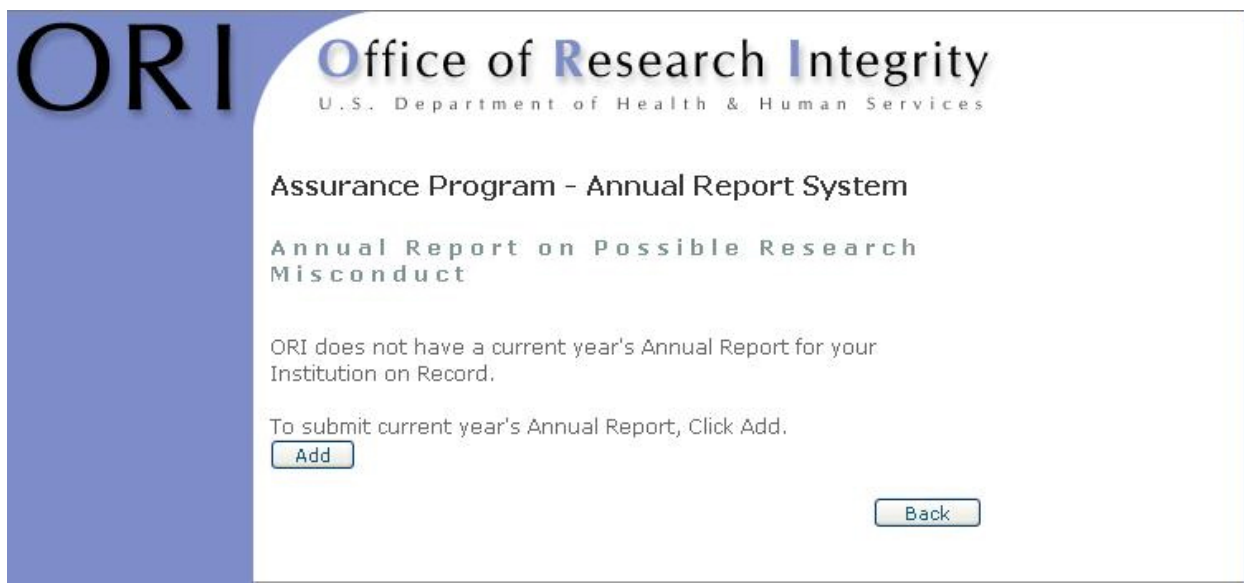 ORI
Office of Research Integrity
U.S. Department of Health & Human Services
Assurance Program - Annual Report System
Annual Report on Possible Research
Misconduct
ORI does not have a current year's Annual Report for your
Institution on Record.
To submit current year's Annual Report, Click Add.
Add
Back